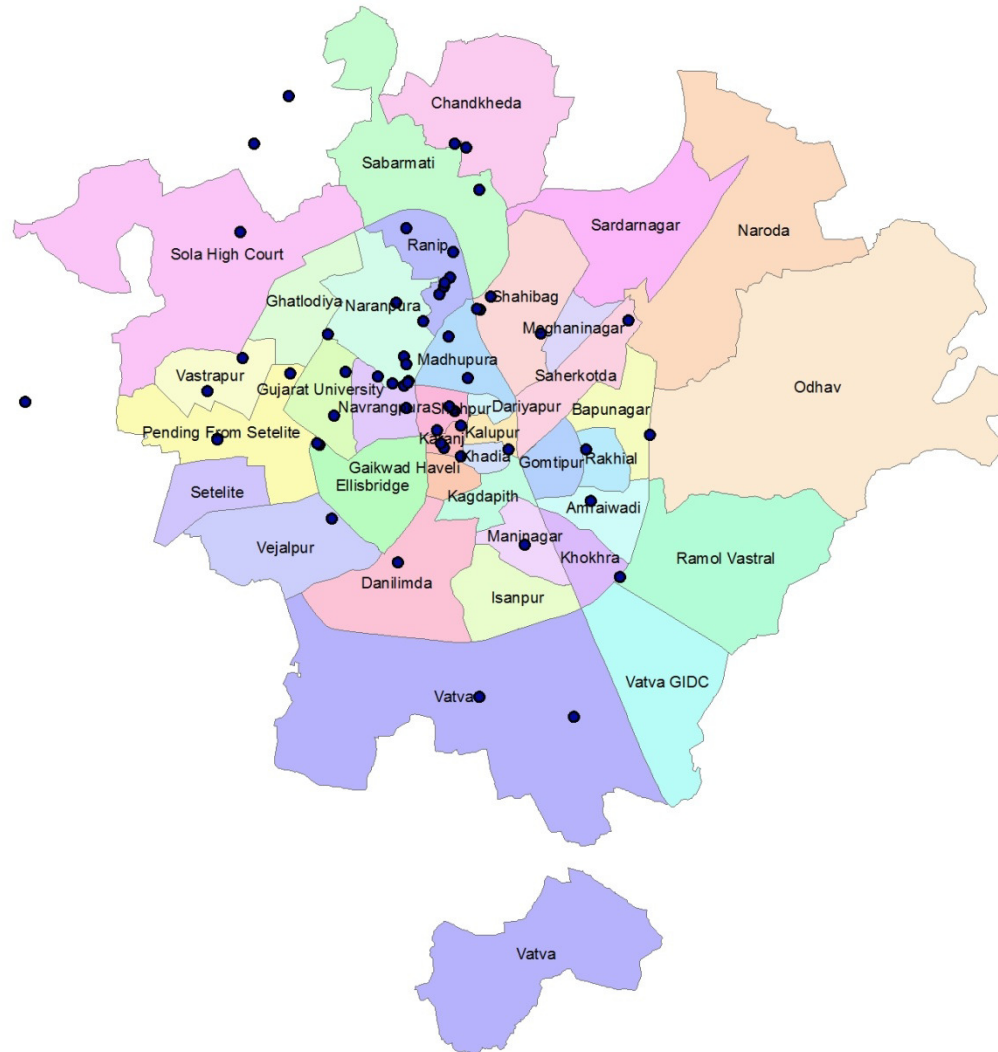 Chandkheda
Sabarmati
Sardarnagar
Naroda
Sola High Court
Ranip
Ghatlodiya
Naranpura
Shahibag
Meghaninagar
Madhupura
Vastrapur
Gujarat University
Saherkotda
Odhav
Navrangpura
Shahpur
Dariyapur
Bapunagar
Pending From Setelite
Karanj
Kalupur
Khadia
Gomtipur
Rakhial
Gaikwad Haveli
Ellisbridge
Setelite
Kagdapith
Amraiwadi
Vejalpur
Maninagar
Khokhra
Ramol Vastral
Danilimda
Isanpur
Vatva
Vatva GIDC
Vatva